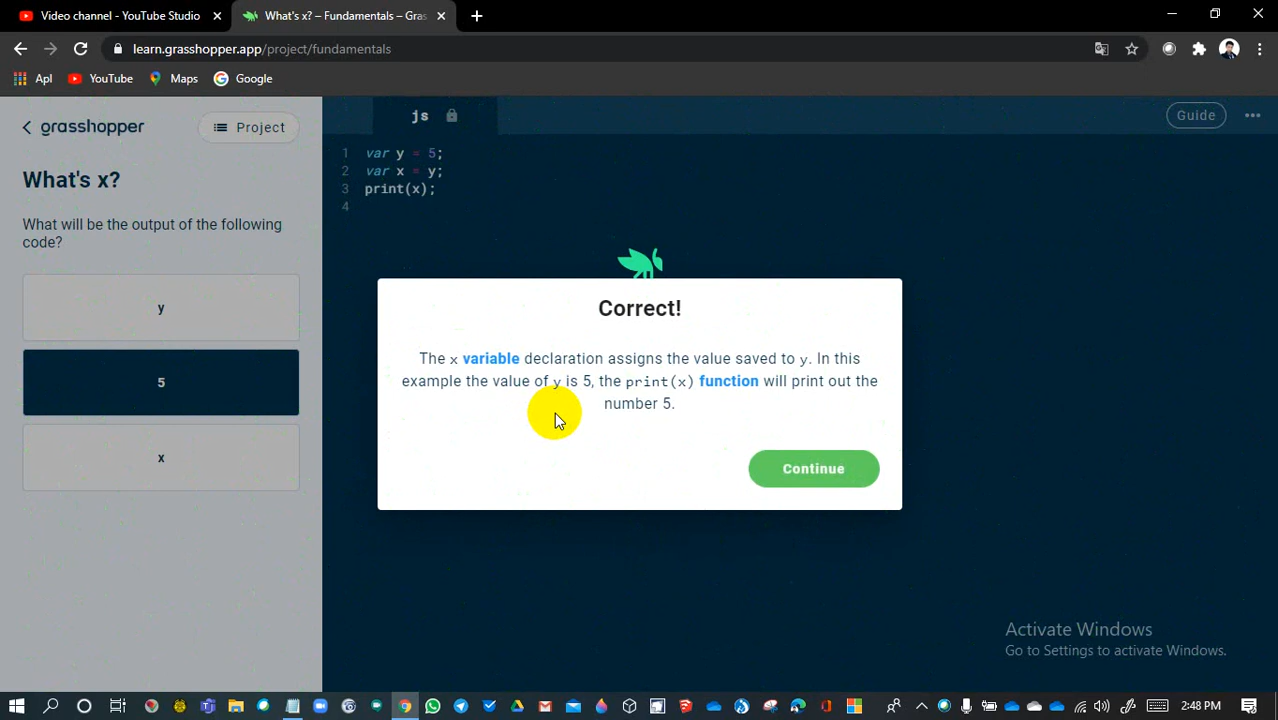 Video channel - YouTube Studio
What's x? – Fundamentals – Gras
learn.grasshopper.app/project/fundamentals
Apl
YouTube
Maps
Google
grasshopper
Project
What's x?
What will be the output of the following
code?
y
5
x
js
Guide
1 var y = 5;
2 var x = y;
3 print(x);
4
Correct!
The x variable declaration assigns the value saved to y. In this
example the value of y is 5, the print(x) function will print out the
number 5.
Continue
Activate Windows
Go to Settings to activate Windows.
2:48 PM